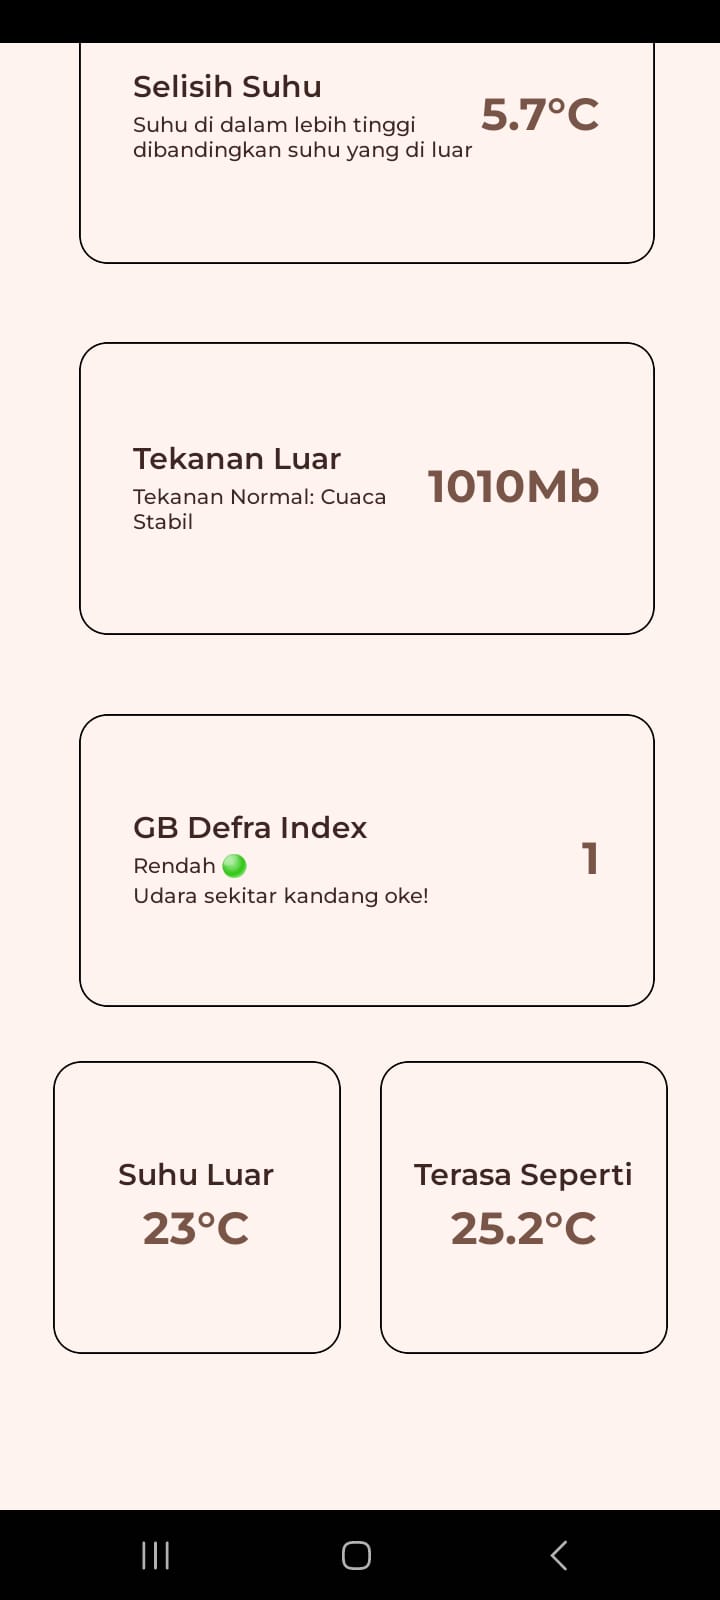 Selisih Suhu
Suhu di dalam lebih tinggi
dibandingkan suhu yang di luar
5.7°C
Tekanan Luar
Tekanan Normal: Cuaca
Stabil
1010Mb
GB Defra Index
Rendah 🟢
Udara sekitar kandang oke!
1
Suhu Luar
23°C
Terasa Seperti
25.2°C